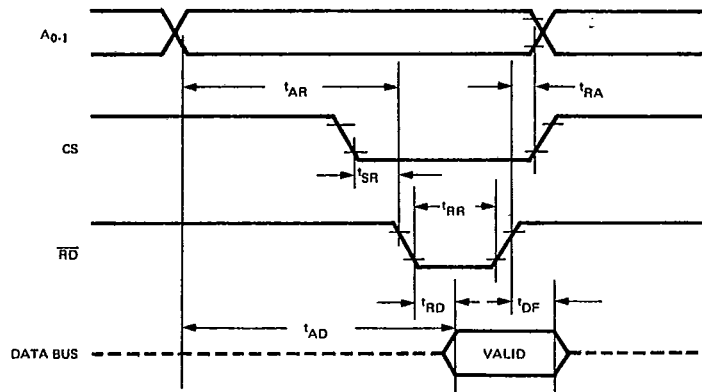 A0-1
tAR
tRA
CS
tSR
tRR
RD
tRD
tDF
tAD
DATA BUS
VALID